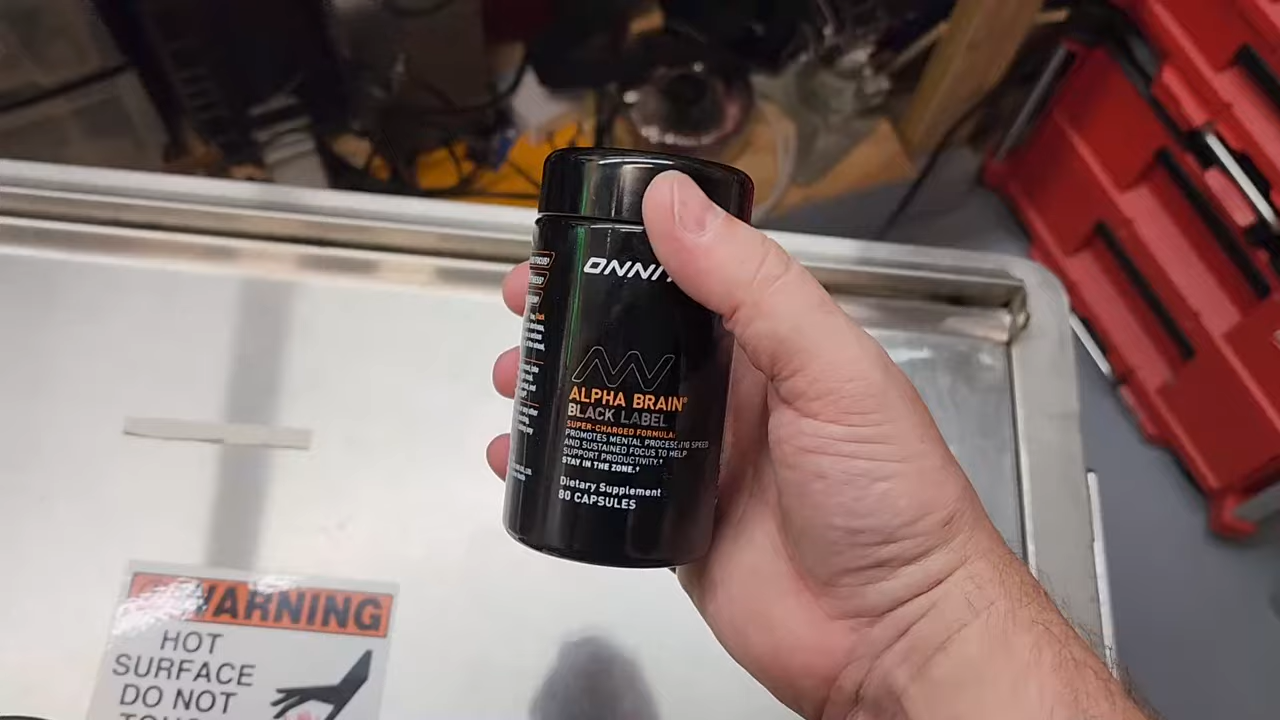 ONNI
ALPHA BRAIN®
BLACK LABEL
SUPER-CHARGED FORMULA:
PROMOTES MENTAL PROCESSING SPEED
AND SUSTAINED FOCUS TO HELP
SUPPORT PRODUCTIVITY.†
STAY IN THE ZONE.†
Dietary Supplement
80 CAPSULES
WARNING
HOT
SURFACE
DO NOT